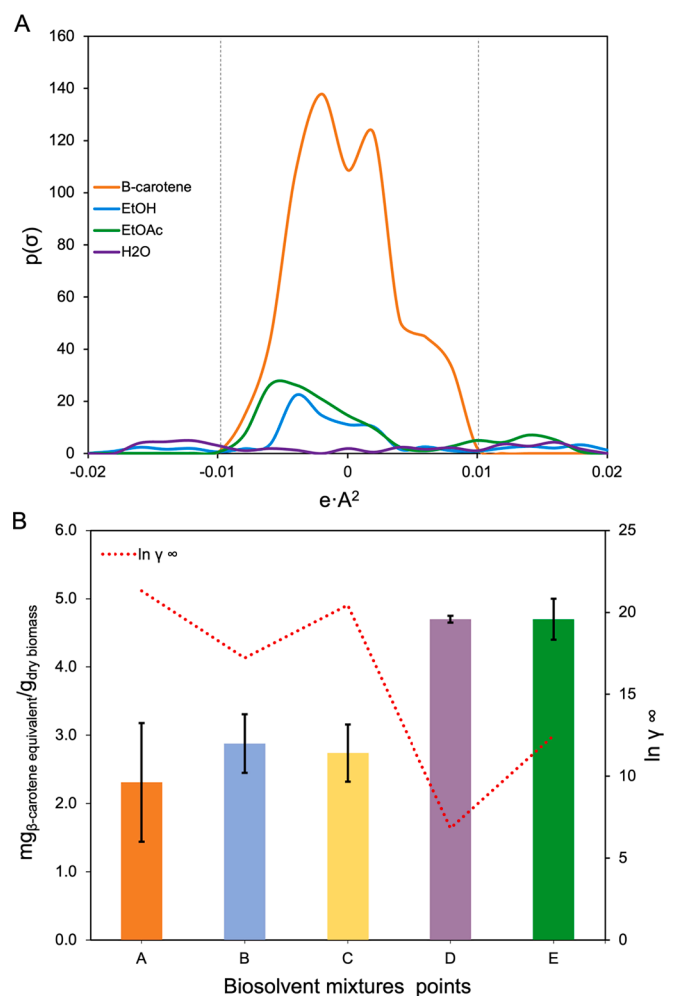 A
160
140
120
100
80
60
40
20
0
p(σ)
B-carotene
EtOH
EtOAc
H2O
-0.02
-0.01
0
0.01
0.02
e·A²
B
6.0
5.0
4.0
3.0
2.0
1.0
0.0
mgβ-carotene equivalent/gdry biomass
ln γ ∞
25
20
15
10
5
0
ln γ ∞
A
B
C
D
E
Biosolvent mixtures points